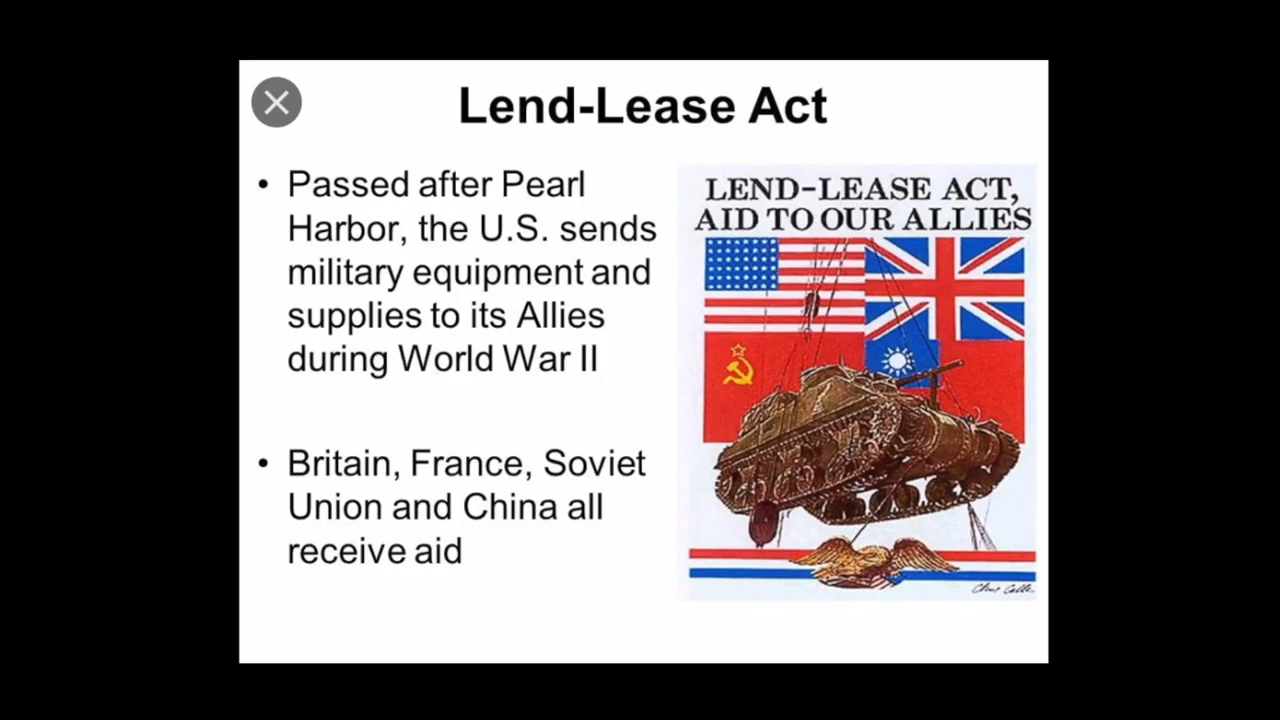 Lend-Lease Act
• Passed after Pearl
Harbor, the U.S. sends
military equipment and
supplies to its Allies
during World War II
• Britain, France, Soviet
Union and China all
receive aid
LEND-LEASE ACT,
AID TO OUR ALLIES